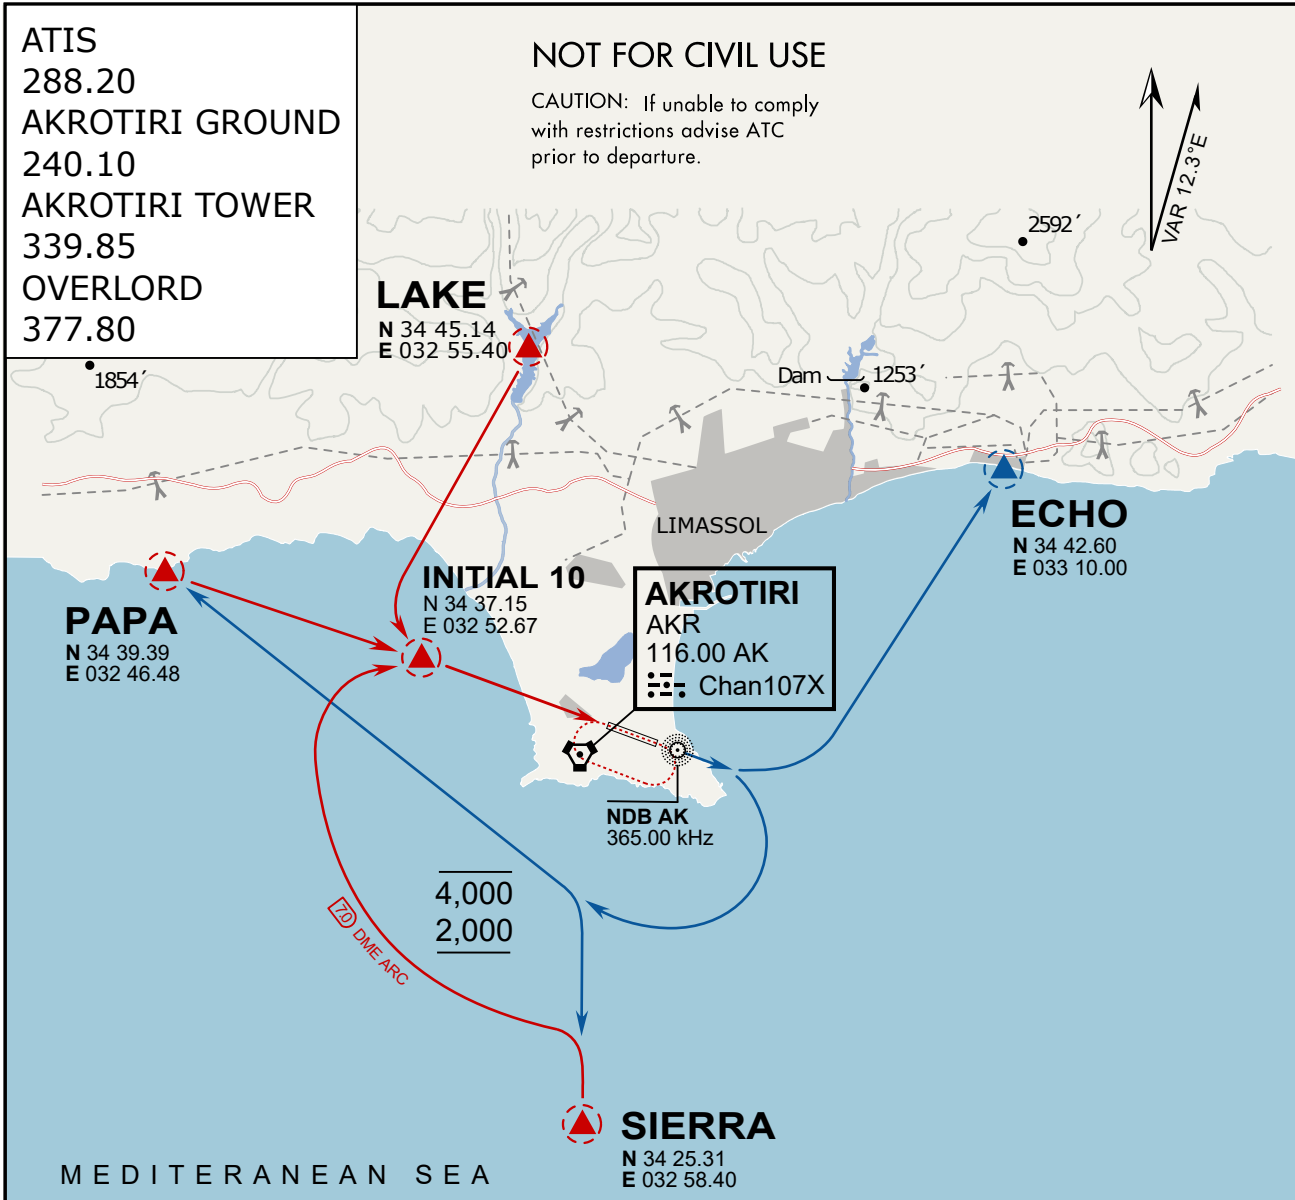 ATIS
288.20
AKROTIRI GROUND
240.10
AKROTIRI TOWER
339.85
OVERLORD
377.80
NOT FOR CIVIL USE
CAUTION: If unable to comply
with restrictions advise ATC
prior to departure.
VAR 12.3°E
2592´
LAKE
N 34 45.14
E 032 55.40
1854´
Dam
1253´
LIMASSOL
ECHO
N 34 42.60
E 033 10.00
PAPA
N 34 39.39
E 032 46.48
INITIAL 10
N 34 37.15
E 032 52.67
AKROTIRI
AKR
116.00 AK
Chan107X
NDB AK
365.00 kHz
4,000
2,000
7.0 DME ARC
SIERRA
N 34 25.31
E 032 58.40
MEDITERANEAN SEA